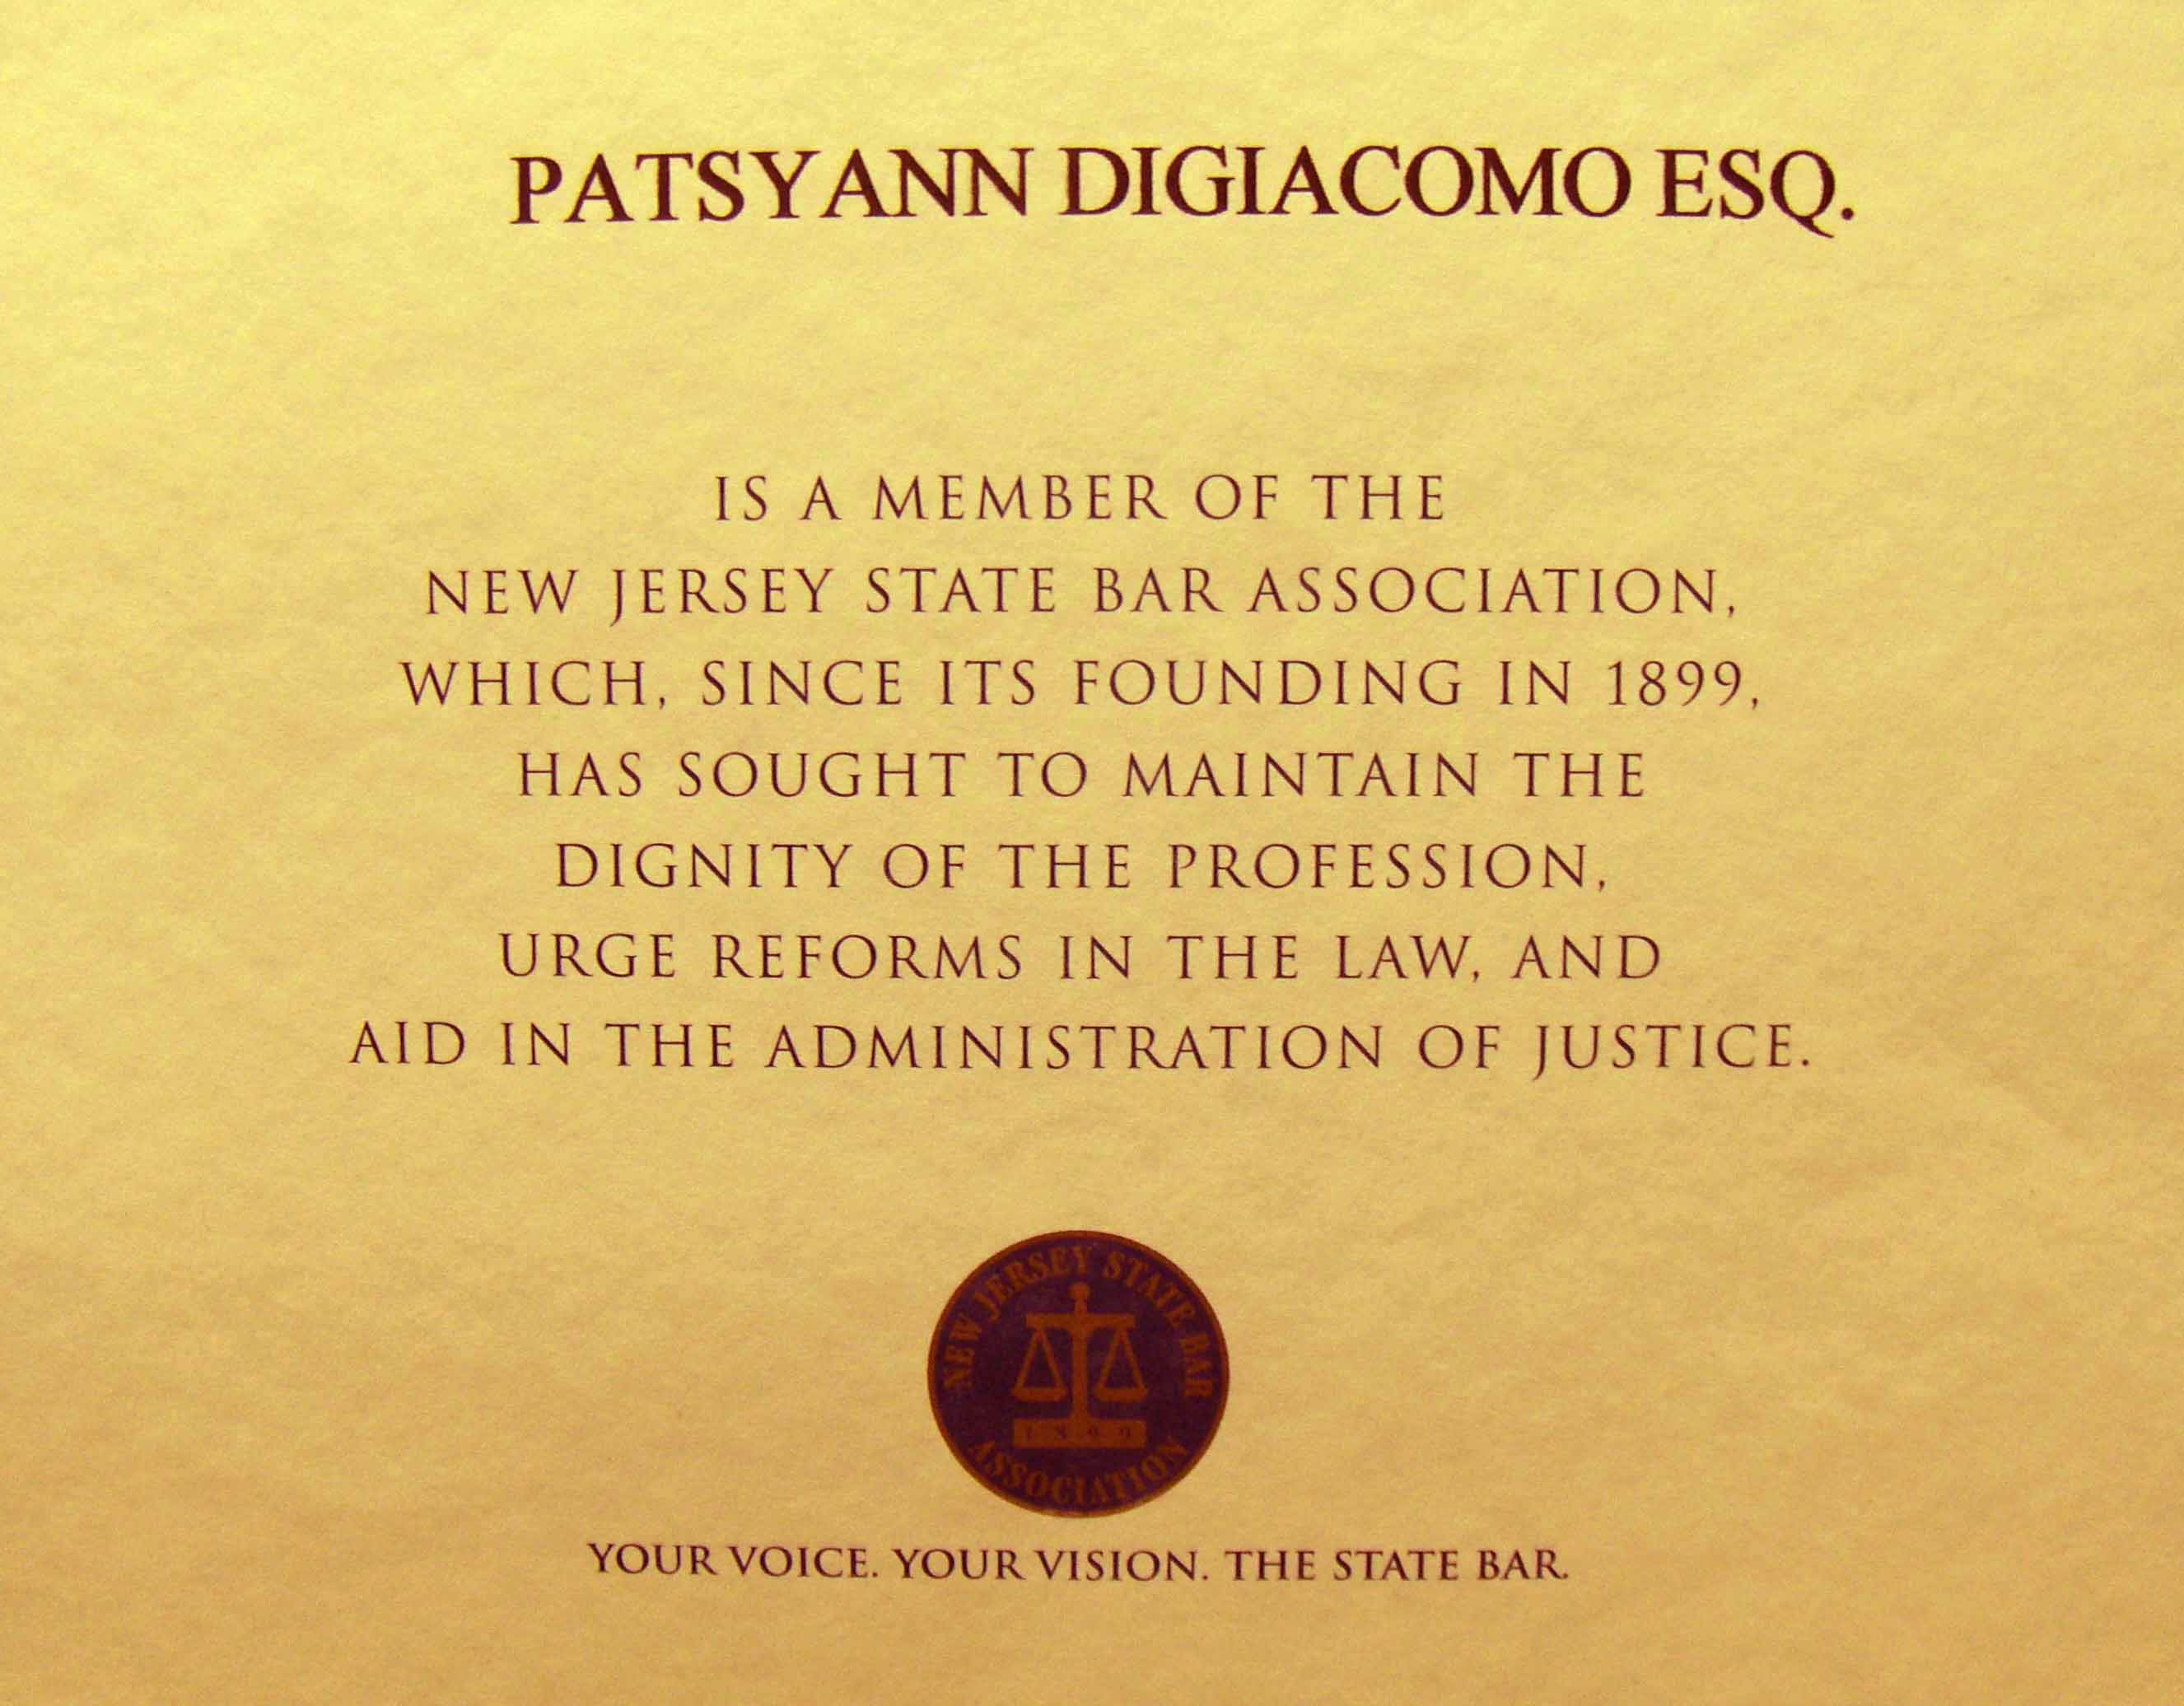 PATSYANN DIGIACOMO ESQ.
IS A MEMBER OF THE
NEW JERSEY STATE BAR ASSOCIATION,
WHICH, SINCE ITS FOUNDING IN 1899,
HAS SOUGHT TO MAINTAIN THE
DIGNITY OF THE PROFESSION,
URGE REFORMS IN THE LAW, AND
AID IN THE ADMINISTRATION OF JUSTICE.
NEW JERSEY STATE BAR
1899
ASSOCIATION
YOUR VOICE. YOUR VISION. THE STATE BAR.